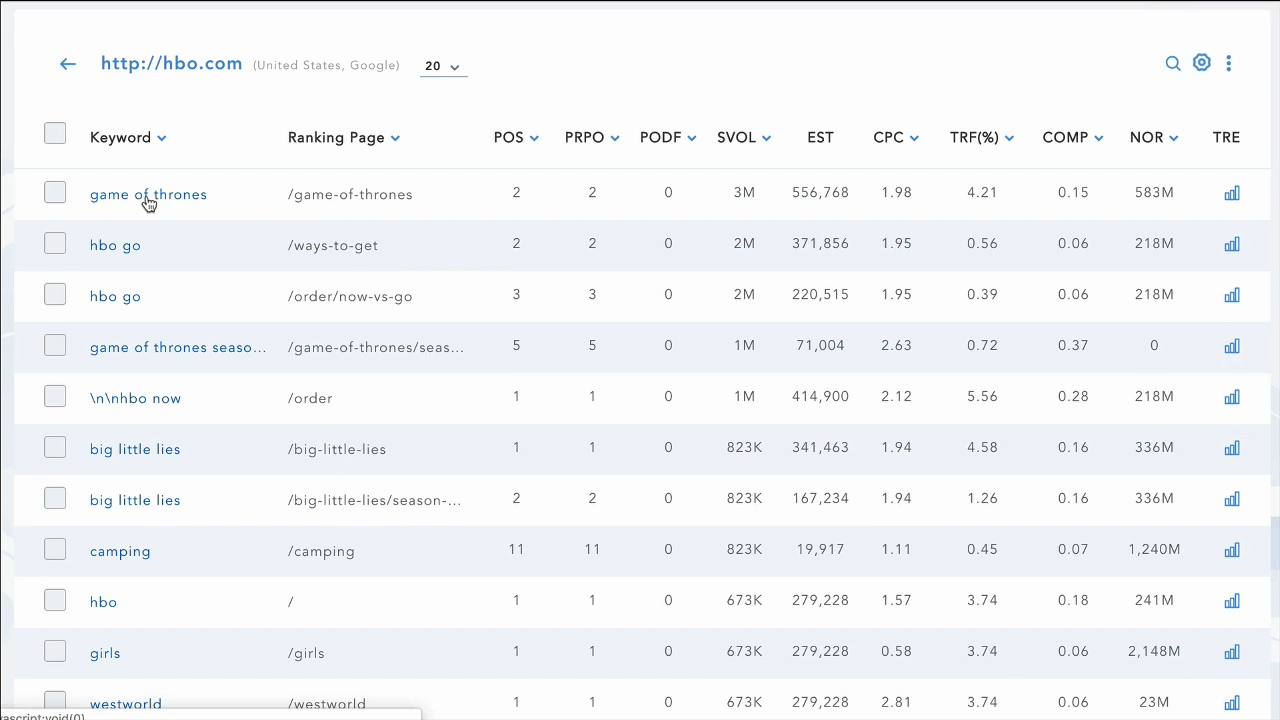 http://hbo.com (United States, Google) 20
Keyword Ranking Page POS PRPO PODF SVOL EST CPC TRF(%) COMP NOR TRE
game of thrones /game-of-thrones 2 2 0 3M 556,768 1.98 4.21 0.15 583M
hbo go /ways-to-get 2 2 0 2M 371,856 1.95 0.56 0.06 218M
hbo go /order/now-vs-go 3 3 0 2M 220,515 1.95 0.39 0.06 218M
game of thrones seaso... /game-of-thrones/seas... 5 5 0 1M 71,004 2.63 0.72 0.37 0
\n\nhbo now /order 1 1 0 1M 414,900 2.12 5.56 0.28 218M
big little lies /big-little-lies 1 1 0 823K 341,463 1.94 4.58 0.16 336M
big little lies /big-little-lies/season-... 2 2 0 823K 167,234 1.94 1.26 0.16 336M
camping /camping 11 11 0 823K 19,917 1.11 0.45 0.07 1,240M
hbo / 1 1 0 673K 279,228 1.57 3.74 0.18 241M
girls /girls 1 1 0 673K 279,228 0.58 3.74 0.06 2,148M
westworld /westworld 1 1 0 673K 279,228 2.81 3.74 0.06 23M
vascript:void(0)